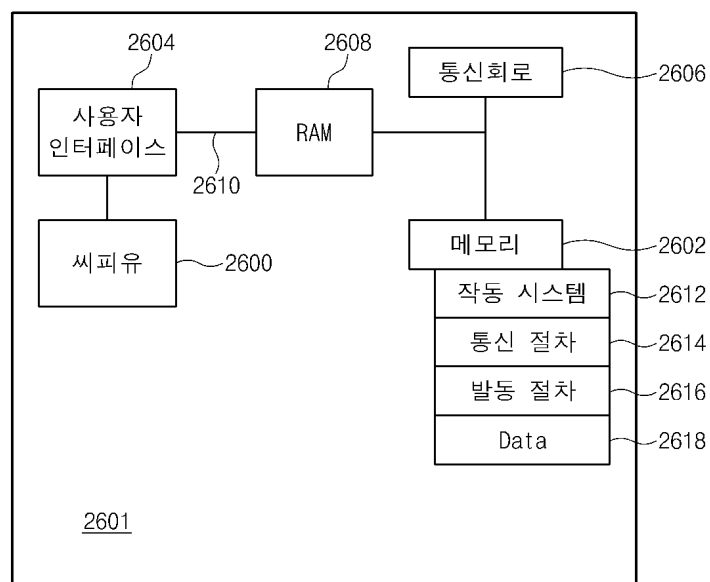 2604
2608
통신회로
2606
사용자
인터페이스
RAM
2610
씨피유
2600
메모리
2602
작동 시스템
2612
통신 절차
2614
발동 절차
2616
Data
2618
2601